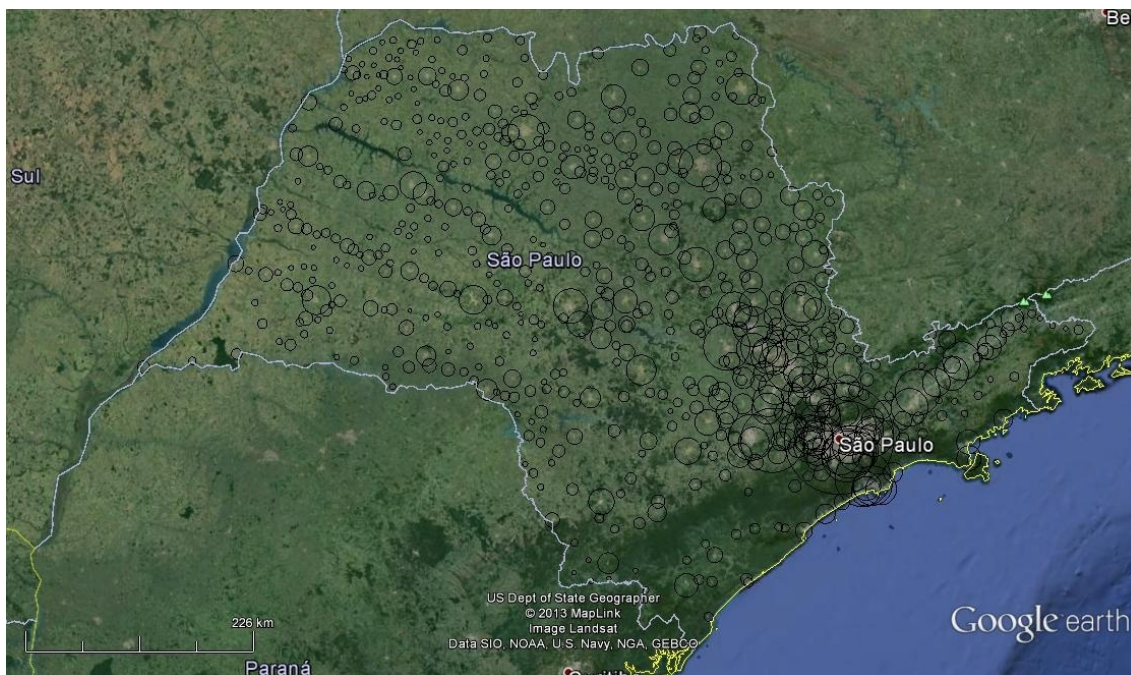 Be
Sul
São Paulo
São Paulo
US Dept of State Geographer
© 2013 MapLink
Image Landsat
Data SIO, NOAA, U.S. Navy, NGA, GEBCO
226 km
Google earth
Paraná